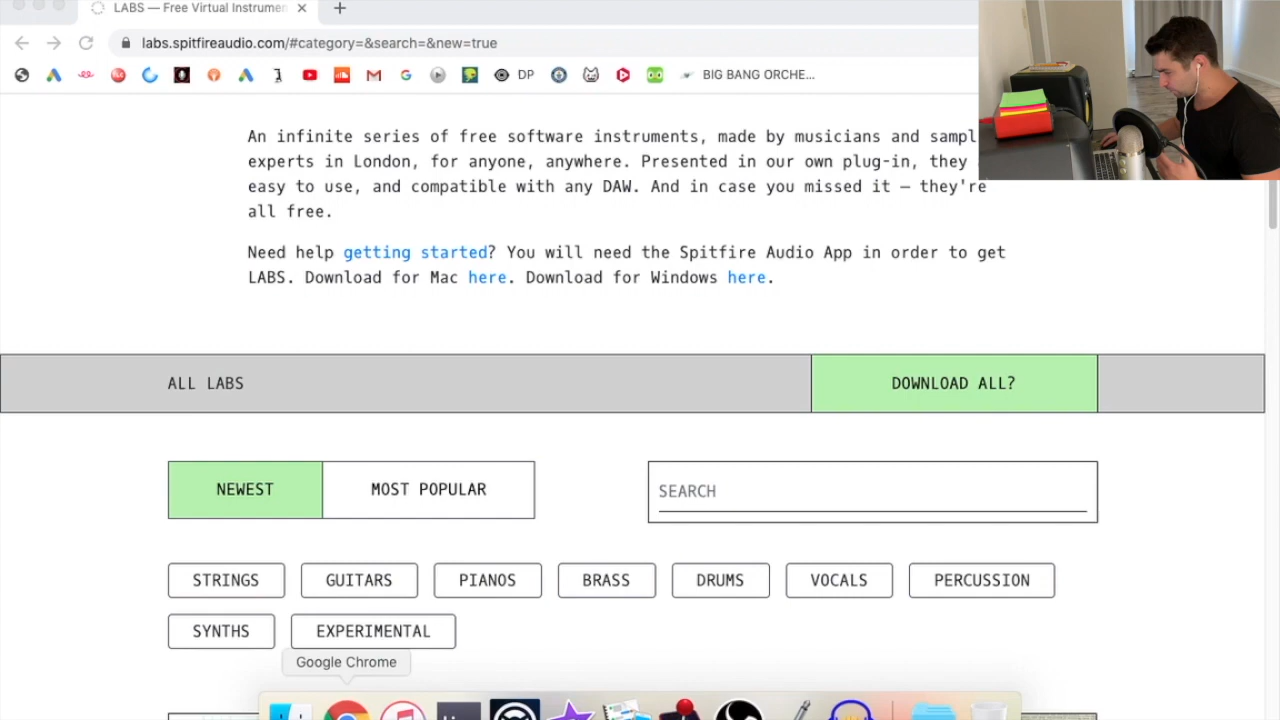 LABS — Free Virtual Instrumen
labs.spitfireaudio.com/#category=&search=&new=true
DP
BIG BANG ORCHE...
An infinite series of free software instruments, made by musicians and sampl
experts in London, for anyone, anywhere. Presented in our own plug-in, they
easy to use, and compatible with any DAW. And in case you missed it — they're
all free.
Need help getting started? You will need the Spitfire Audio App in order to get
LABS. Download for Mac here. Download for Windows here.
ALL LABS
DOWNLOAD ALL?
NEWEST
MOST POPULAR
SEARCH
STRINGS
GUITARS
PIANOS
BRASS
DRUMS
VOCALS
PERCUSSION
SYNTHS
EXPERIMENTAL
Google Chrome